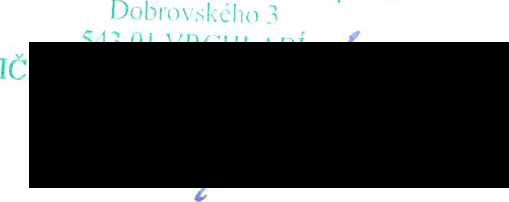 Dobrovského 3
543 01 VRCHLABÍ
IČ